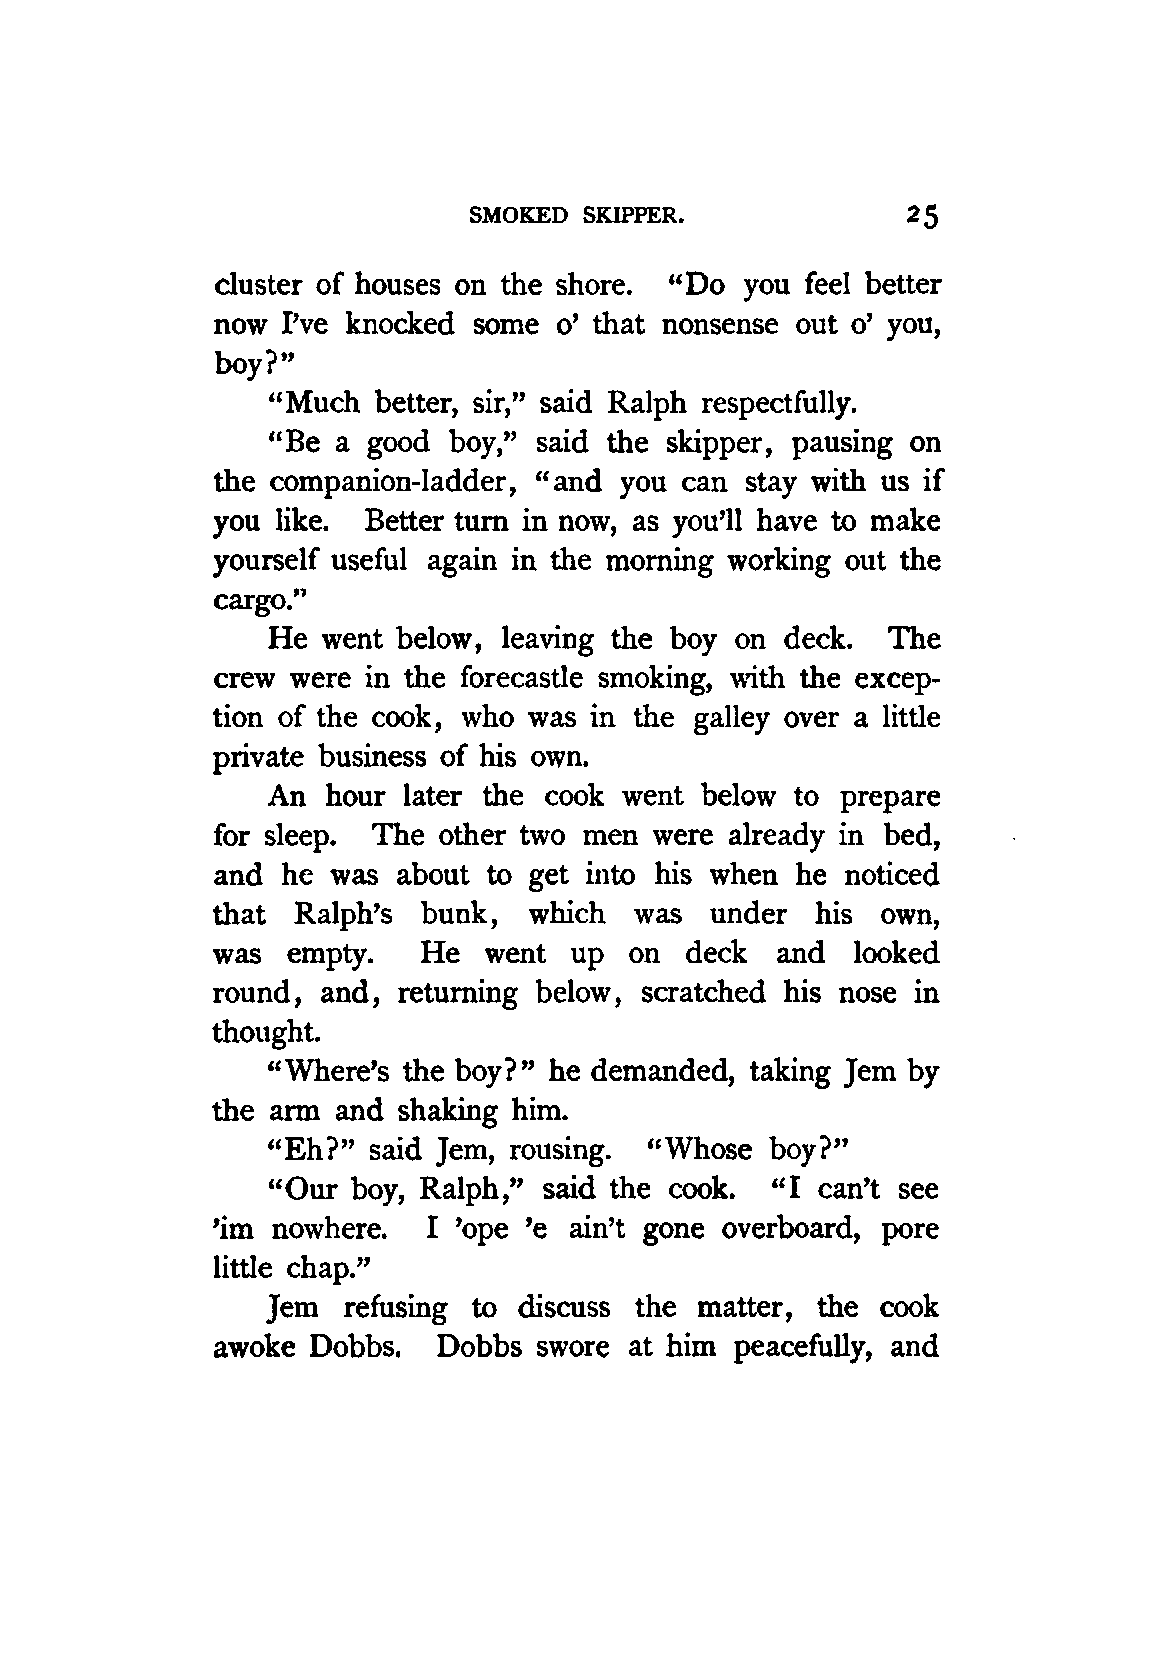 SMOKED SKIPPER. 25
cluster of houses on the shore. “Do you feel better
now I’ve knocked some o’ that nonsense out o’ you,
boy?”
“Much better, sir,” said Ralph respectfully.
“Be a good boy,” said the skipper, pausing on
the companion-ladder, “and you can stay with us if
you like. Better turn in now, as you’ll have to make
yourself useful again in the morning working out the
cargo.”
He went below, leaving the boy on deck. The
crew were in the forecastle smoking, with the excep-
tion of the cook, who was in the galley over a little
private business of his own.
An hour later the cook went below to prepare
for sleep. The other two men were already in bed,
and he was about to get into his when he noticed
that Ralph’s bunk, which was under his own,
was empty. He went up on deck and looked
round, and, returning below, scratched his nose in
thought.
“Where’s the boy?” he demanded, taking Jem by
the arm and shaking him.
“Eh?” said Jem, rousing. “Whose boy?”
“Our boy, Ralph,” said the cook. “I can’t see
’im nowhere. I ’ope ’e ain’t gone overboard, pore
little chap.”
Jem refusing to discuss the matter, the cook
awoke Dobbs. Dobbs swore at him peacefully, and